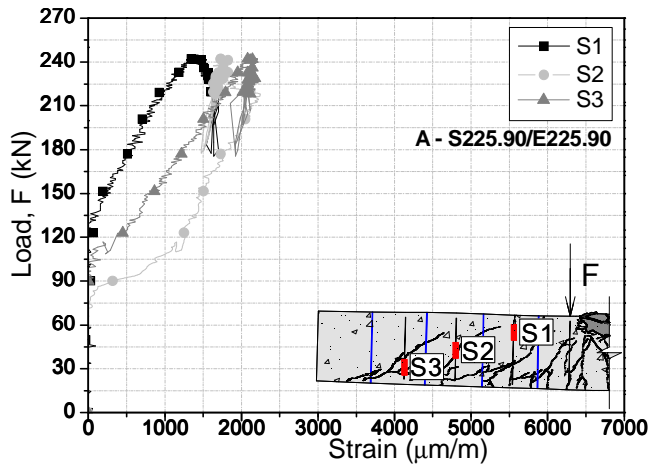 270
240
210
180
150
120
90
60
30
0
Load, F (kN)
S1
S2
S3
A - S225.90/E225.90
F
S1
S2
S3
0 1000 2000 3000 4000 5000 6000 7000
Strain (μm/m)